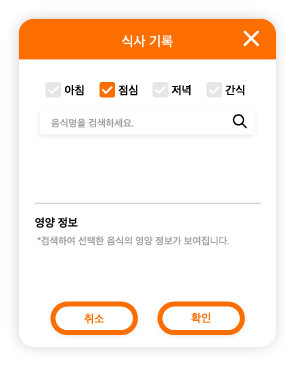 식사 기록
아침 점심 저녁 간식
음식명을 검색하세요.
영양 정보
*검색하여 선택한 음식의 영양 정보가 보여집니다.
취소 확인